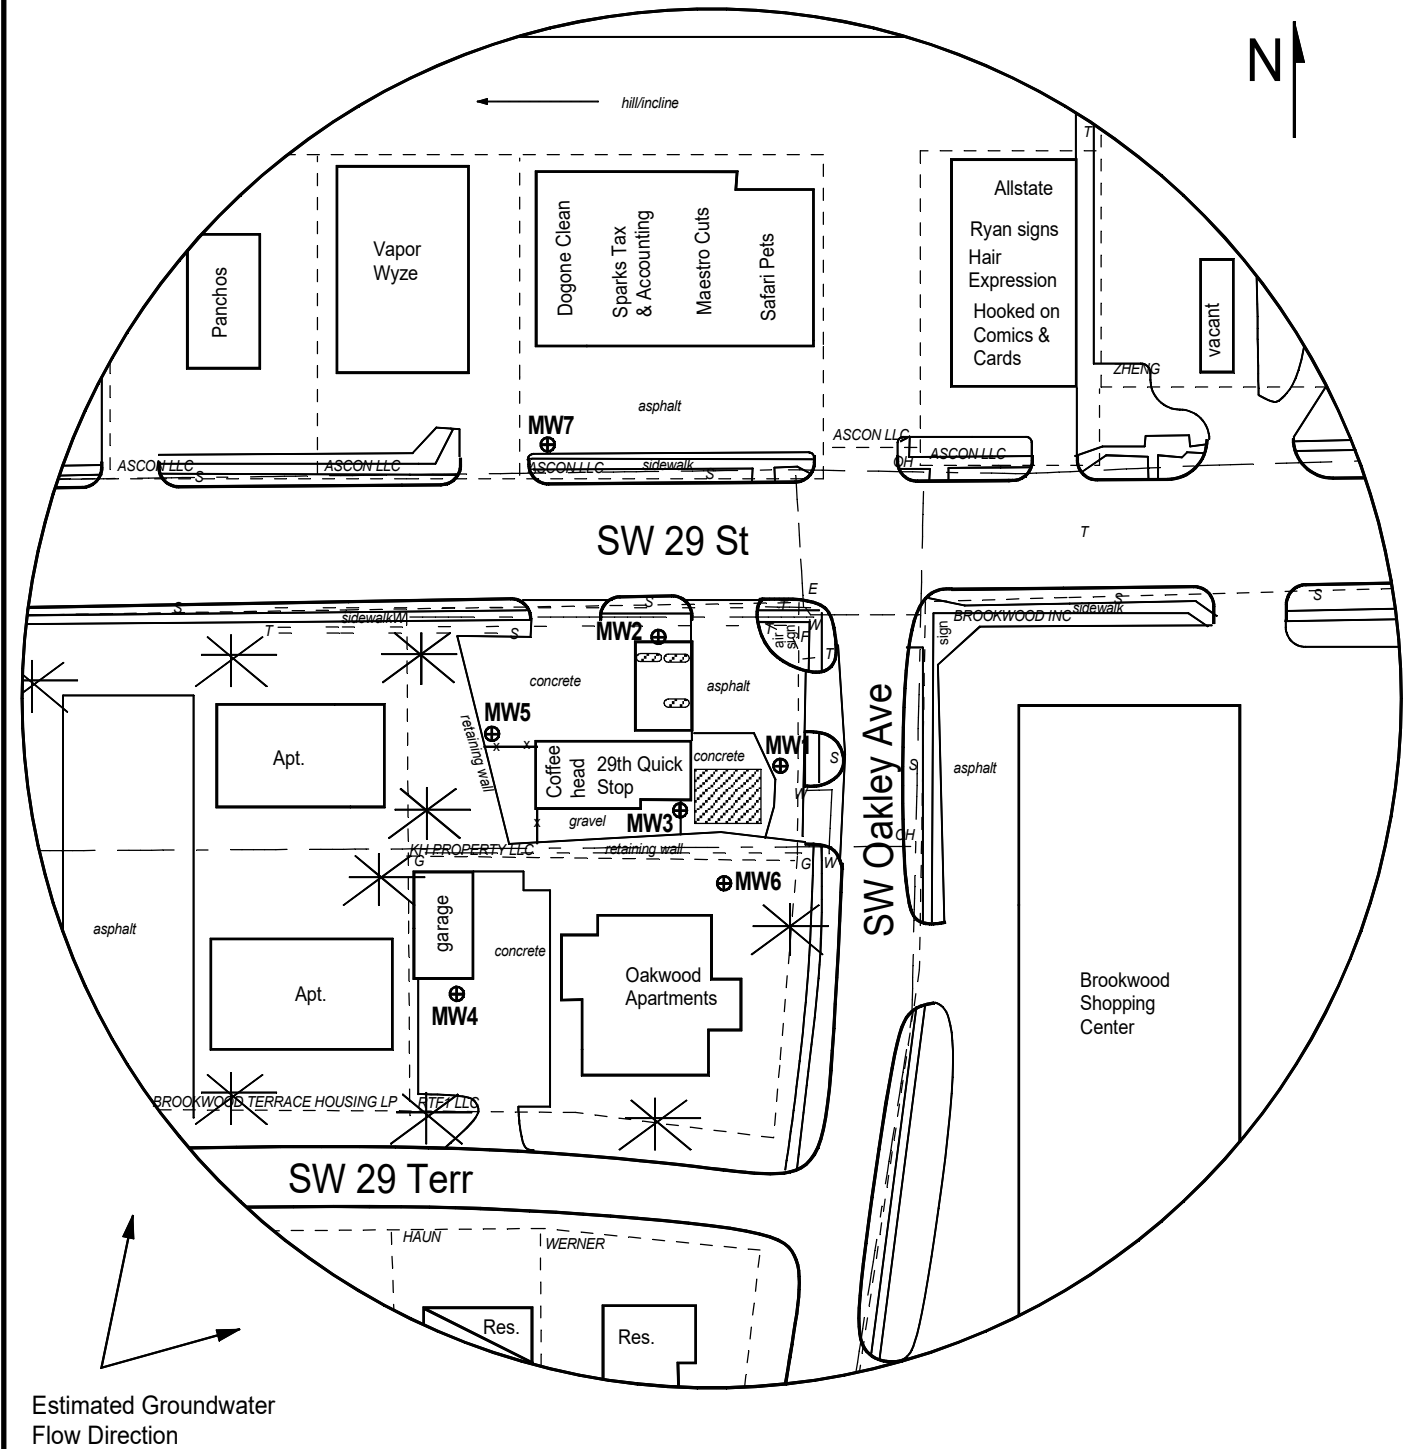 N
hill/incline
T
Allstate
Ryan signs
Hair
Expression
Hooked on
Comics &
Cards
Panchos
Vapor
Wyze
Dogone Clean
Sparks Tax
& Accounting
Maestro Cuts
Safari Pets
vacant
ZHENG
asphalt
MW7
ASCON LLC
ASCON LLC
ASCON LLC
ASCON LLC
ASCON LLC
sidewalk
S
S
OH
SW 29 St
T
E
S
S
T
S
S
sidewalk
W
W
sidewalk
BROOKWOOD INC
T
S
MW2
T
air
sign
F
T
sign
concrete
asphalt
MW5
retaining wall
x
x
Apt.
Coffee
head
29th Quick
Stop
concrete
MW1
S
S
asphalt
W
SW Oakley Ave
x
gravel
MW3
OH
KH PROPERTY LLC
retaining wall
G
G
W
MW6
asphalt
garage
concrete
Apt.
Oakwood
Apartments
MW4
Brookwood
Shopping
Center
BROOKWOOD TERRACE HOUSING LP
RTF1 LLC
SW 29 Terr
HAUN
WERNER
Res.
Res.
Estimated Groundwater
Flow Direction